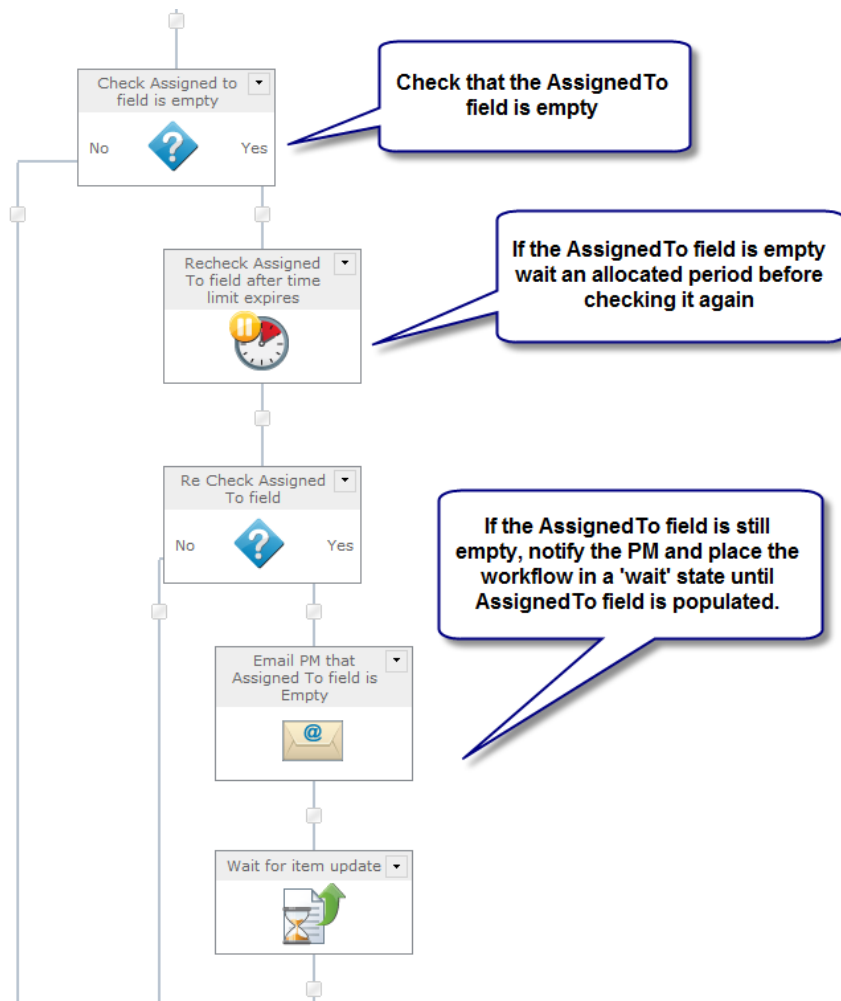 Check Assigned to
field is empty
No
Yes
Check that the AssignedTo
field is empty
Recheck Assigned
To field after time
limit expires
If the AssignedTo field is empty
wait an allocated period before
checking it again
Re Check Assigned
To field
No
Yes
If the AssignedTo field is still
empty, notify the PM and place the
workflow in a 'wait' state until
AssignedTo field is populated.
Email PM that
Assigned To field is
Empty
@
Wait for item update